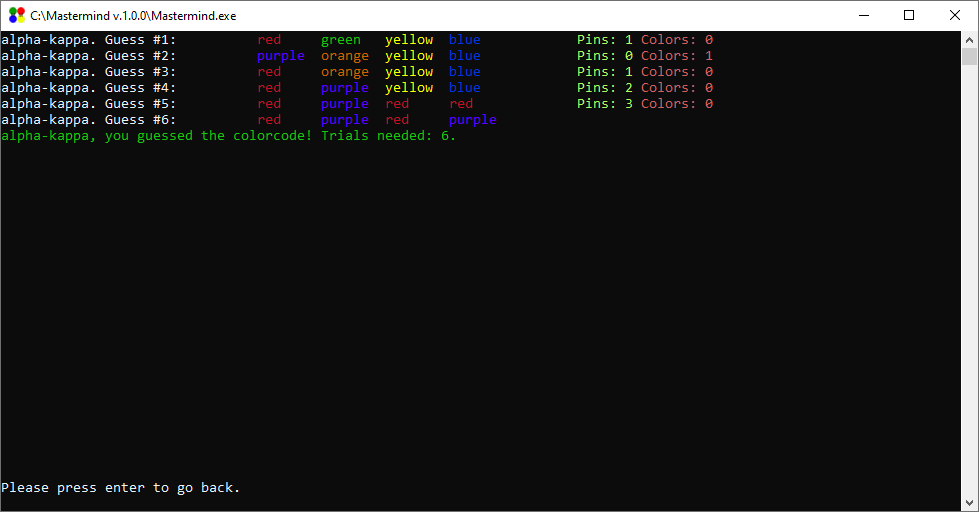 C:\Mastermind v.1.0.0\Mastermind.exe
alpha-kappa. Guess #1: red green yellow blue Pins: 1 Colors: 0
alpha-kappa. Guess #2: purple orange yellow blue Pins: 0 Colors: 1
alpha-kappa. Guess #3: red orange yellow blue Pins: 1 Colors: 0
alpha-kappa. Guess #4: red purple yellow blue Pins: 2 Colors: 0
alpha-kappa. Guess #5: red purple red red Pins: 3 Colors: 0
alpha-kappa. Guess #6: red purple red purple
alpha-kappa, you guessed the colorcode! Trials needed: 6.
Please press enter to go back.